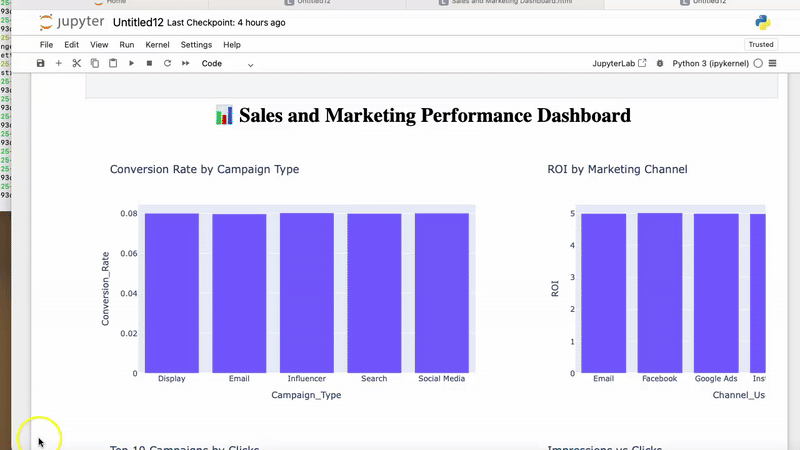 Home
Untitled12
Sales and Marketing Dashboard.html
Untitled12
jupyter Untitled12 Last Checkpoint: 4 hours ago
File Edit View Run Kernel Settings Help
Trusted
Code
JupyterLab
Python 3 (ipykernel)
Sales and Marketing Performance Dashboard
Conversion Rate by Campaign Type
0.08
0.06
0.04
0.02
0
Conversion_Rate
Display Email Influencer Search Social Media
Campaign_Type
ROI by Marketing Channel
5
4
3
2
1
0
ROI
Email Facebook Google Ads Inst
Channel_Us
Top 10 Campaigns by Clicks
Impressions vs Clicks